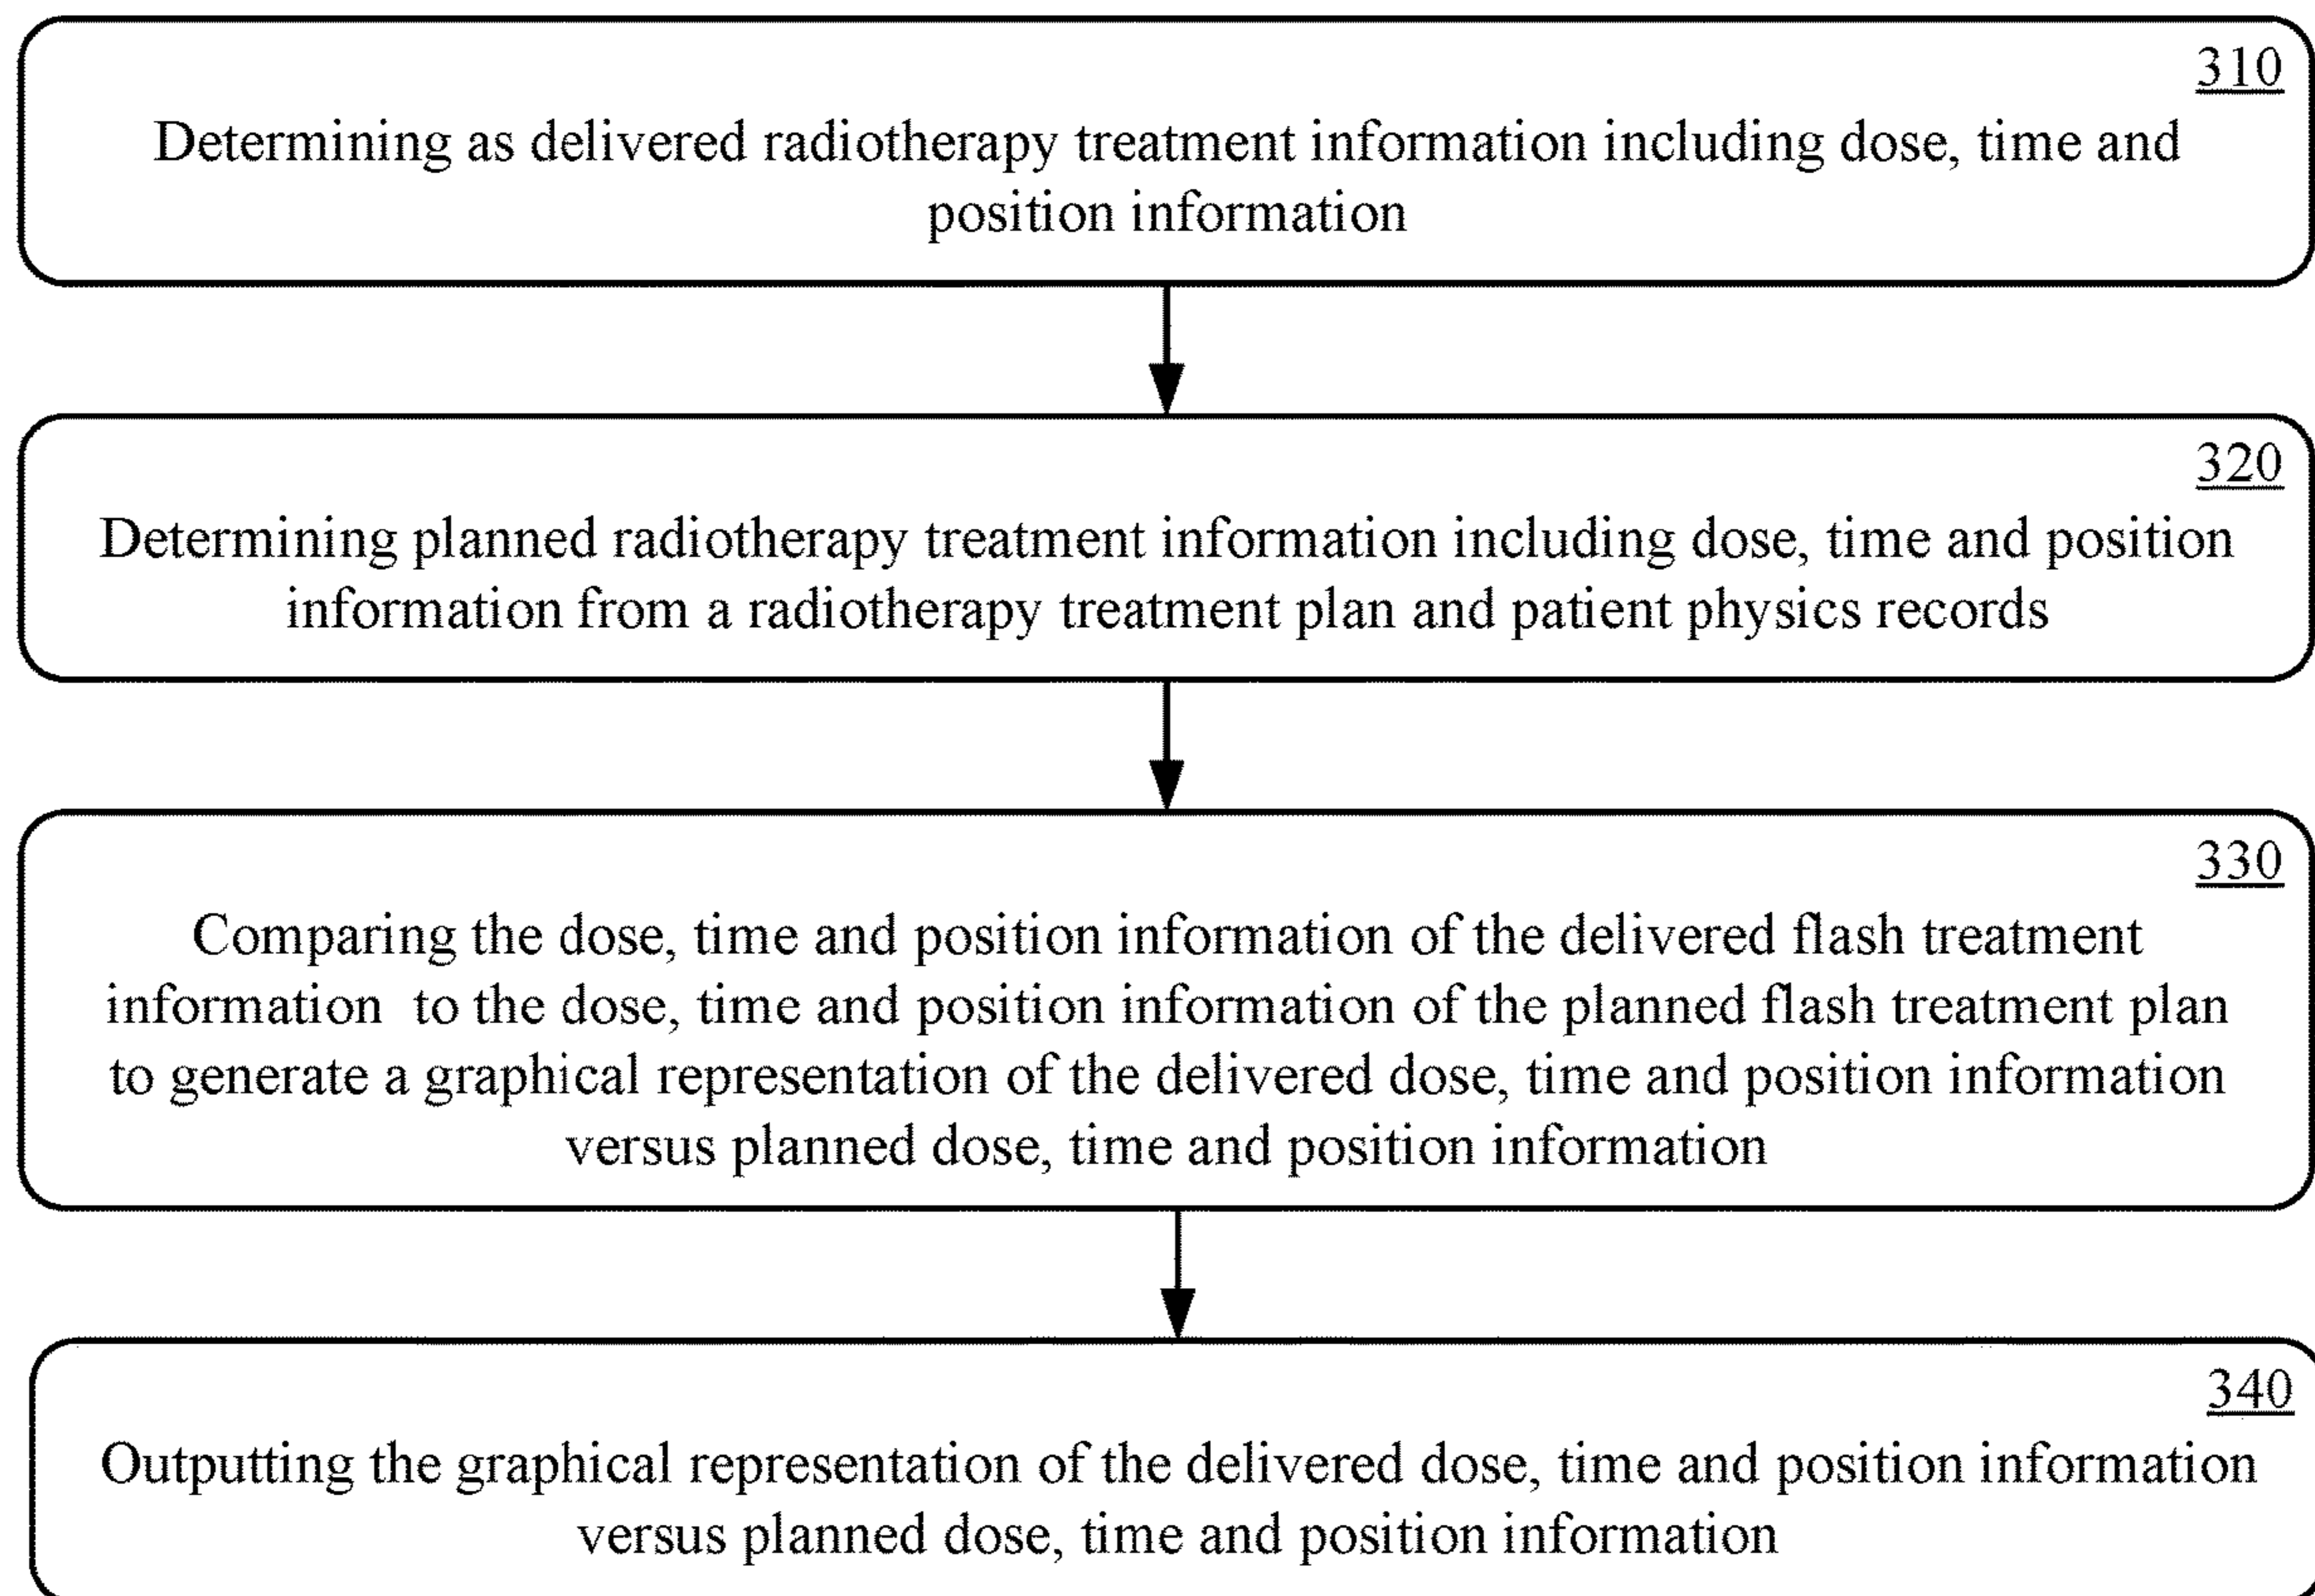 310
Determining as delivered radiotherapy treatment information including dose, time and
position information
320
Determining planned radiotherapy treatment information including dose, time and position
information from a radiotherapy treatment plan and patient physics records
330
Comparing the dose, time and position information of the delivered flash treatment
information to the dose, time and position information of the planned flash treatment plan
to generate a graphical representation of the delivered dose, time and position information
versus planned dose, time and position information
340
Outputting the graphical representation of the delivered dose, time and position information
versus planned dose, time and position information